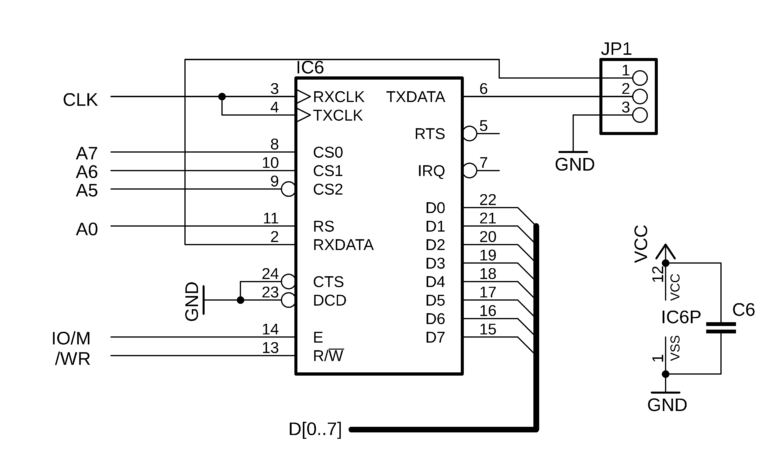 JP1
IC6
CLK 3 RXCLK TXDATA 6 1
2
4 TXCLK 3
RTS 5
A7 8 CS0
GND
A6 10 CS1 IRQ 7
A5 9 CS2
D0 22
A0 11 RS D1 21
2 RXDATA D2 20
D3 19
24 CTS D4 18
GND 23 DCD D5 17
D6 16
IO/M 14 E D7 15
/WR 13 R/W
VCC
12 VCC
IC6P C6
1 VSS
GND
D[0..7]